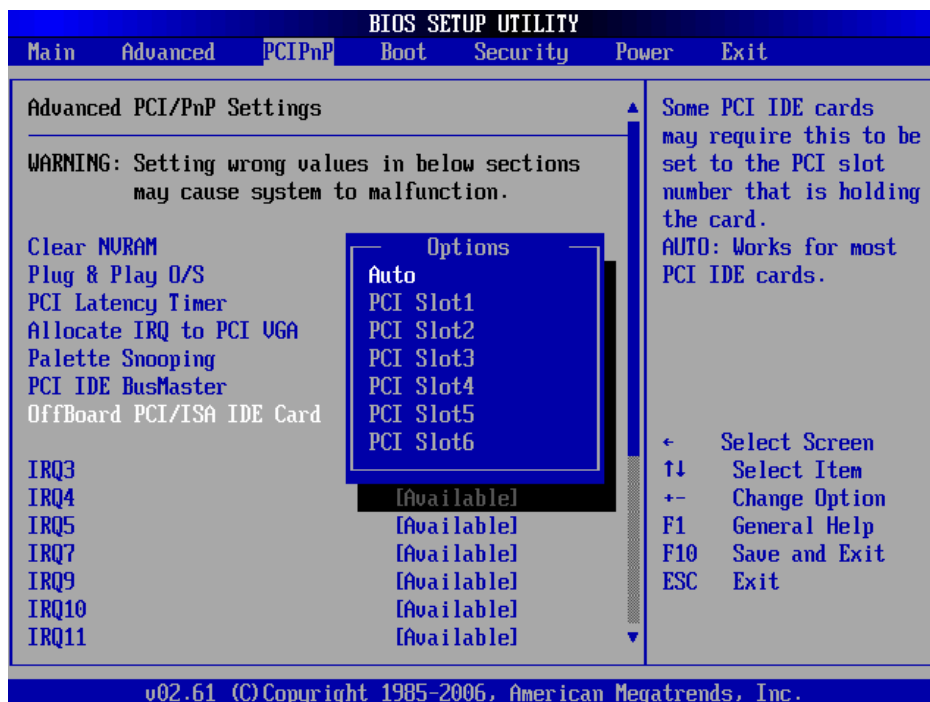 BIOS SETUP UTILITY
Main Advanced PCIPnP Boot Security Power Exit
Advanced PCI/PnP Settings
WARNING: Setting wrong values in below sections
may cause system to malfunction.
Clear NVRAM
Plug & Play O/S
PCI Latency Timer
Allocate IRQ to PCI VGA
Palette Snooping
PCI IDE BusMaster
OffBoard PCI/ISA IDE Card
IRQ3
IRQ4 [Available]
IRQ5 [Available]
IRQ7 [Available]
IRQ9 [Available]
IRQ10 [Available]
IRQ11 [Available]
Options
Auto
PCI Slot1
PCI Slot2
PCI Slot3
PCI Slot4
PCI Slot5
PCI Slot6
Some PCI IDE cards
may require this to be
set to the PCI slot
number that is holding
the card.
AUTO: Works for most
PCI IDE cards.
← Select Screen
↑↓ Select Item
+- Change Option
F1 General Help
F10 Save and Exit
ESC Exit
v02.61 (C)Copyright 1985-2006, American Megatrends, Inc.